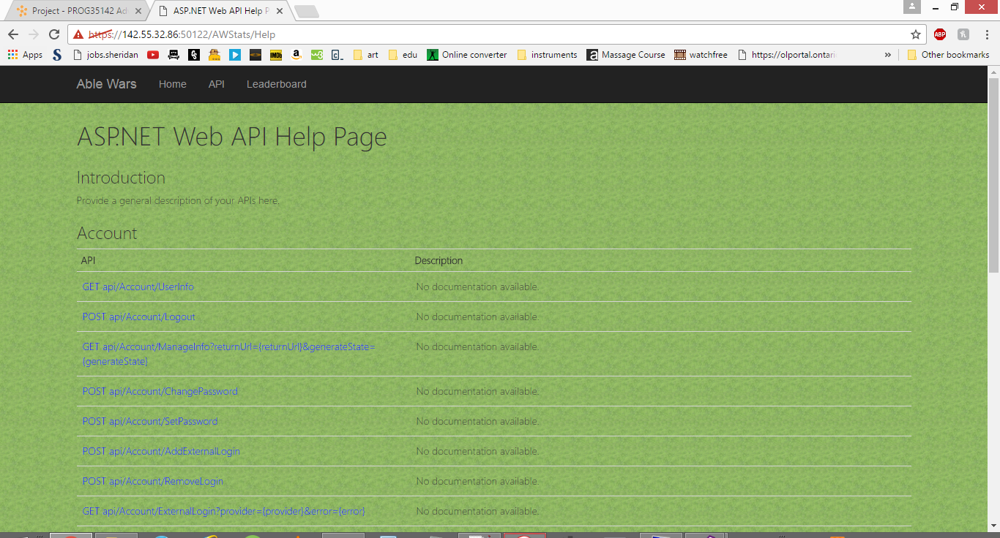 Project - PROG35142 Ad
ASP.NET Web API Help P
https://142.55.32.86:50122/AWStats/Help
ABP
Apps
jobs.sheridan
IMDb
a
w3
art
edu
Online converter
instruments
a
Massage Course
watchfree
https://olportal.ontari
»
Other bookmarks
Able Wars
Home
API
Leaderboard
ASP.NET Web API Help Page
Introduction
Provide a general description of your APIs here.
Account
API Description
GET api/Account/UserInfo No documentation available.
POST api/Account/Logout No documentation available.
GET api/Account/ManageInfo?returnUrl={returnUrl}&generateState= No documentation available.
{generateState}
POST api/Account/ChangePassword No documentation available.
POST api/Account/SetPassword No documentation available.
POST api/Account/AddExternalLogin No documentation available.
POST api/Account/RemoveLogin No documentation available.
GET api/Account/ExternalLogin?provider={provider}&error={error} No documentation available.